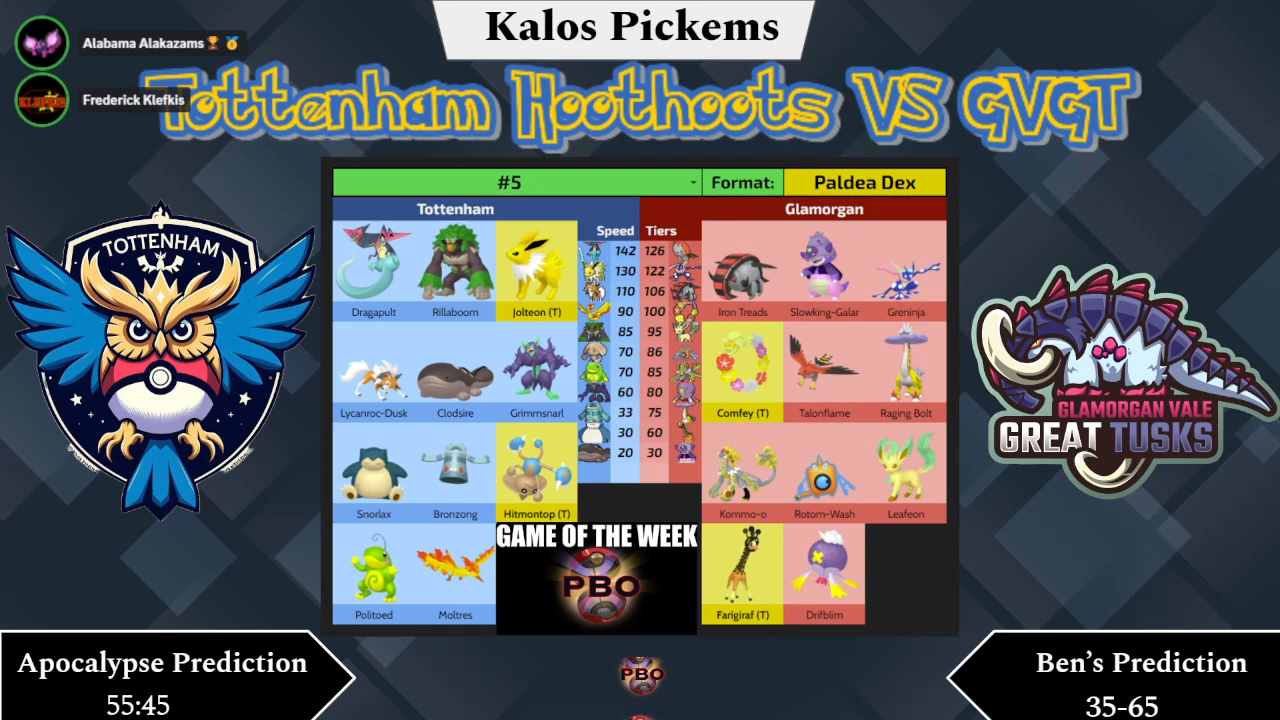 Kalos Pickems
Alabama Alakazams🏆🥇
Frederick Klefkis
KLEFKIS
Tottenham Hoothoots VS GVGT
#5 Format: Paldea Dex
Tottenham Glamorgan
Speed Tiers
142 126
130 122
110 106
90 100
85 95
70 86
70 85
60 80
33 75
30 60
20 30
Dragapult Rillaboom Jolteon (T) Iron Treads Slowking-Galar Greninja
Lycanroc-Dusk Clodsire Grimmsnarl Comfey (T) Talonflame Raging Bolt
Snorlax Bronzong Hitmontop (T) Kommo-o Rotom-Wash Leafeon
Politoed Moltres Farigiraf (T) Drifblim
GAME OF THE WEEK
PBO
TOTTENHAM
GLAMORGAN VALE
GREAT TUSKS
Apocalypse Prediction
55:45
PBO
Ben's Prediction
35-65